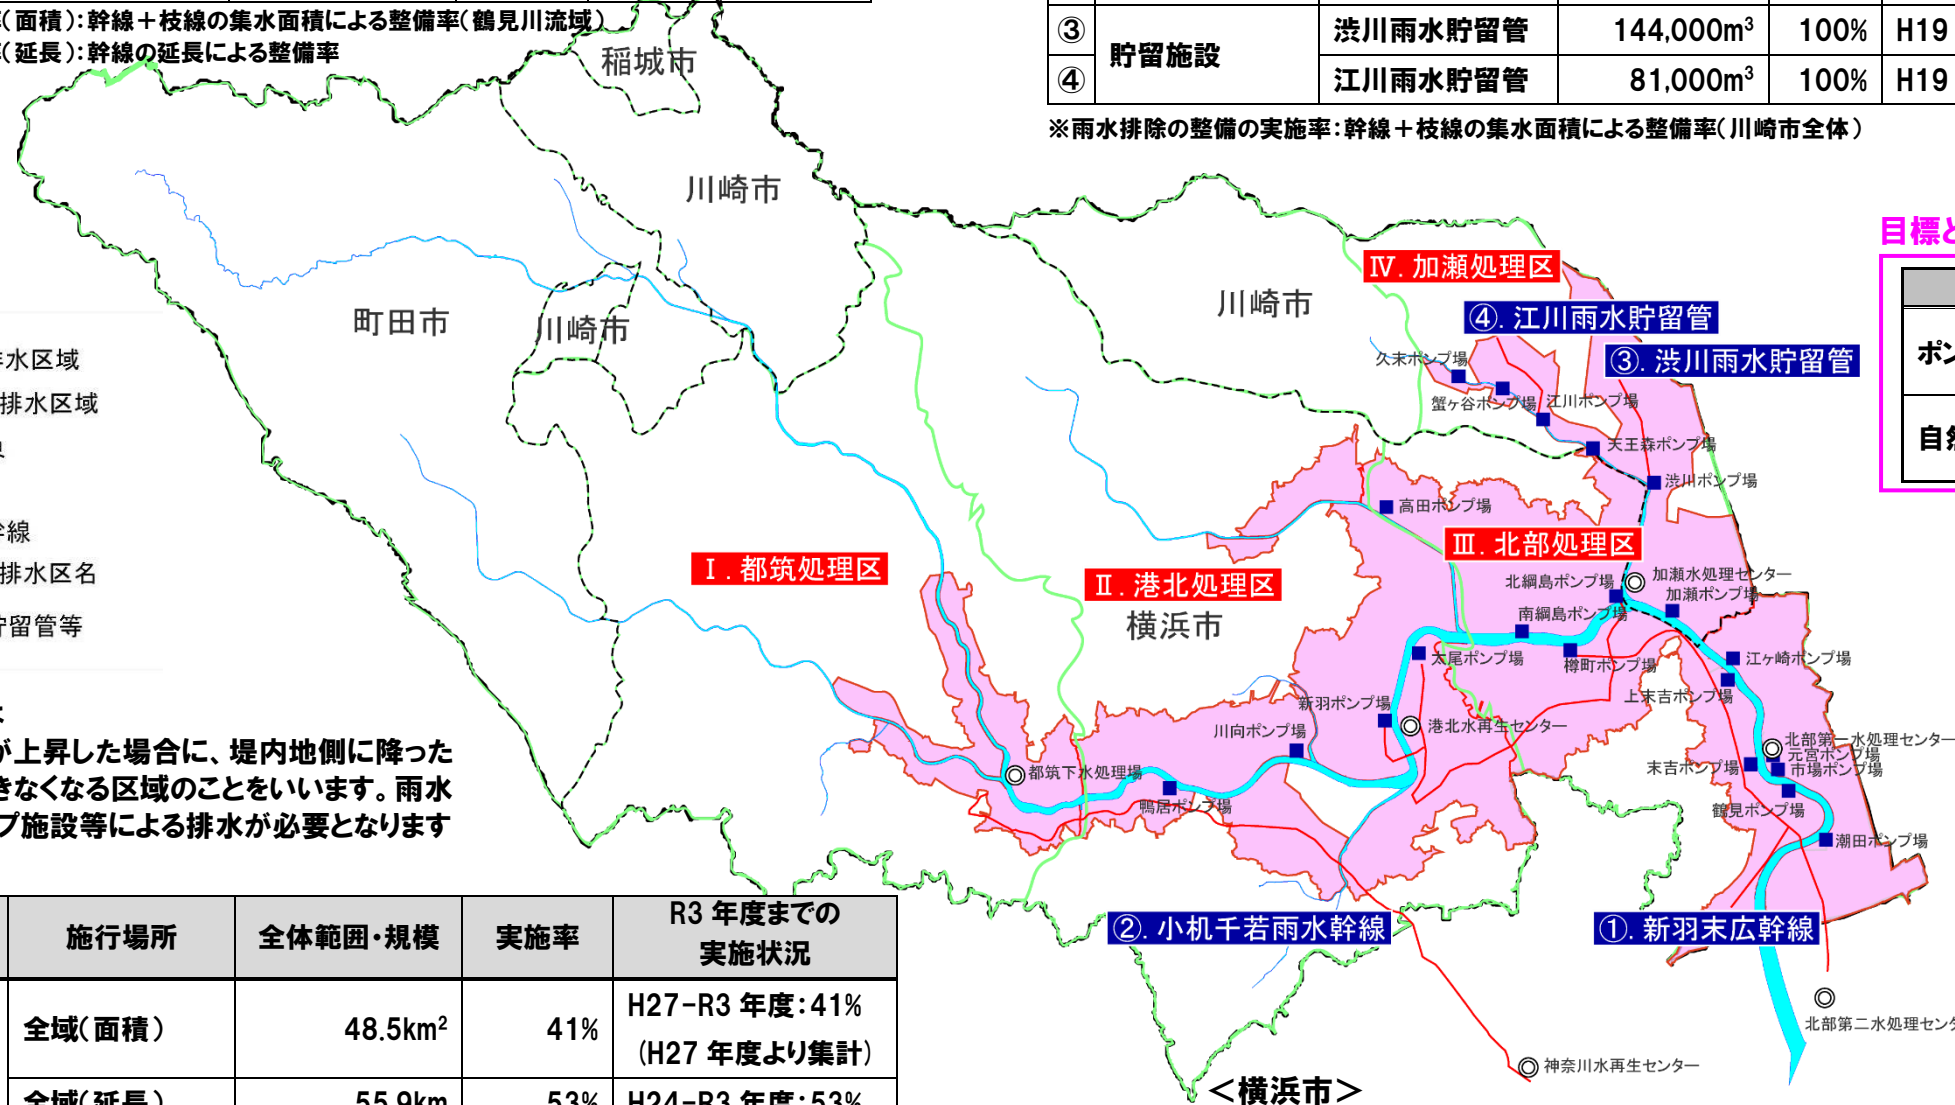 （面積）：幹線＋枝線の集水面積による整備率（鶴見川流域）
（延長）：幹線の延長による整備率
③ 貯留施設 渋川雨水貯留管 144,000m³ 100% H19
④ 江川雨水貯留管 81,000m³ 100% H19
※雨水排除の整備の実施率：幹線＋枝線の集水面積による整備率（川崎市全体）
稲城市
川崎市
町田市
川崎市
川崎市
横浜市
目標と
ポン
自然
Ⅳ. 加瀬処理区
④. 江川雨水貯留管
③. 渋川雨水貯留管
久末ポンプ場
蟹ヶ谷ポンプ場
江川ポンプ場
天王森ポンプ場
渋川ポンプ場
高田ポンプ場
Ⅲ. 北部処理区
Ⅰ. 都筑処理区
Ⅱ. 港北処理区
北綱島ポンプ場
加瀬水処理センター
加瀬ポンプ場
南綱島ポンプ場
太尾ポンプ場
樽町ポンプ場
江ヶ崎ポンプ場
上末吉ポンプ場
新羽ポンプ場
港北水再生センター
川向ポンプ場
北部第一水処理センター
元宮ポンプ場
末吉ポンプ場
市場ポンプ場
都筑下水処理場
鴨居ポンプ場
鶴見ポンプ場
潮田ポンプ場
②. 小机千若雨水幹線
①. 新羽末広幹線
北部第二水処理セン
神奈川水再生センター
＜横浜市＞
水区域
排水区域
線
排水区名
貯留管等
が上昇した場合に、堤内地側に降った
きなくなる区域のことをいいます。雨水
プ施設等による排水が必要となります
施行場所 全体範囲・規模 実施率 R3 年度までの
実施状況
全域（面積） 48.5km² 41% H27-R3 年度：41%
（H27 年度より集計）
全域（延長） 55.9km 53% H24-R3 年度：53%